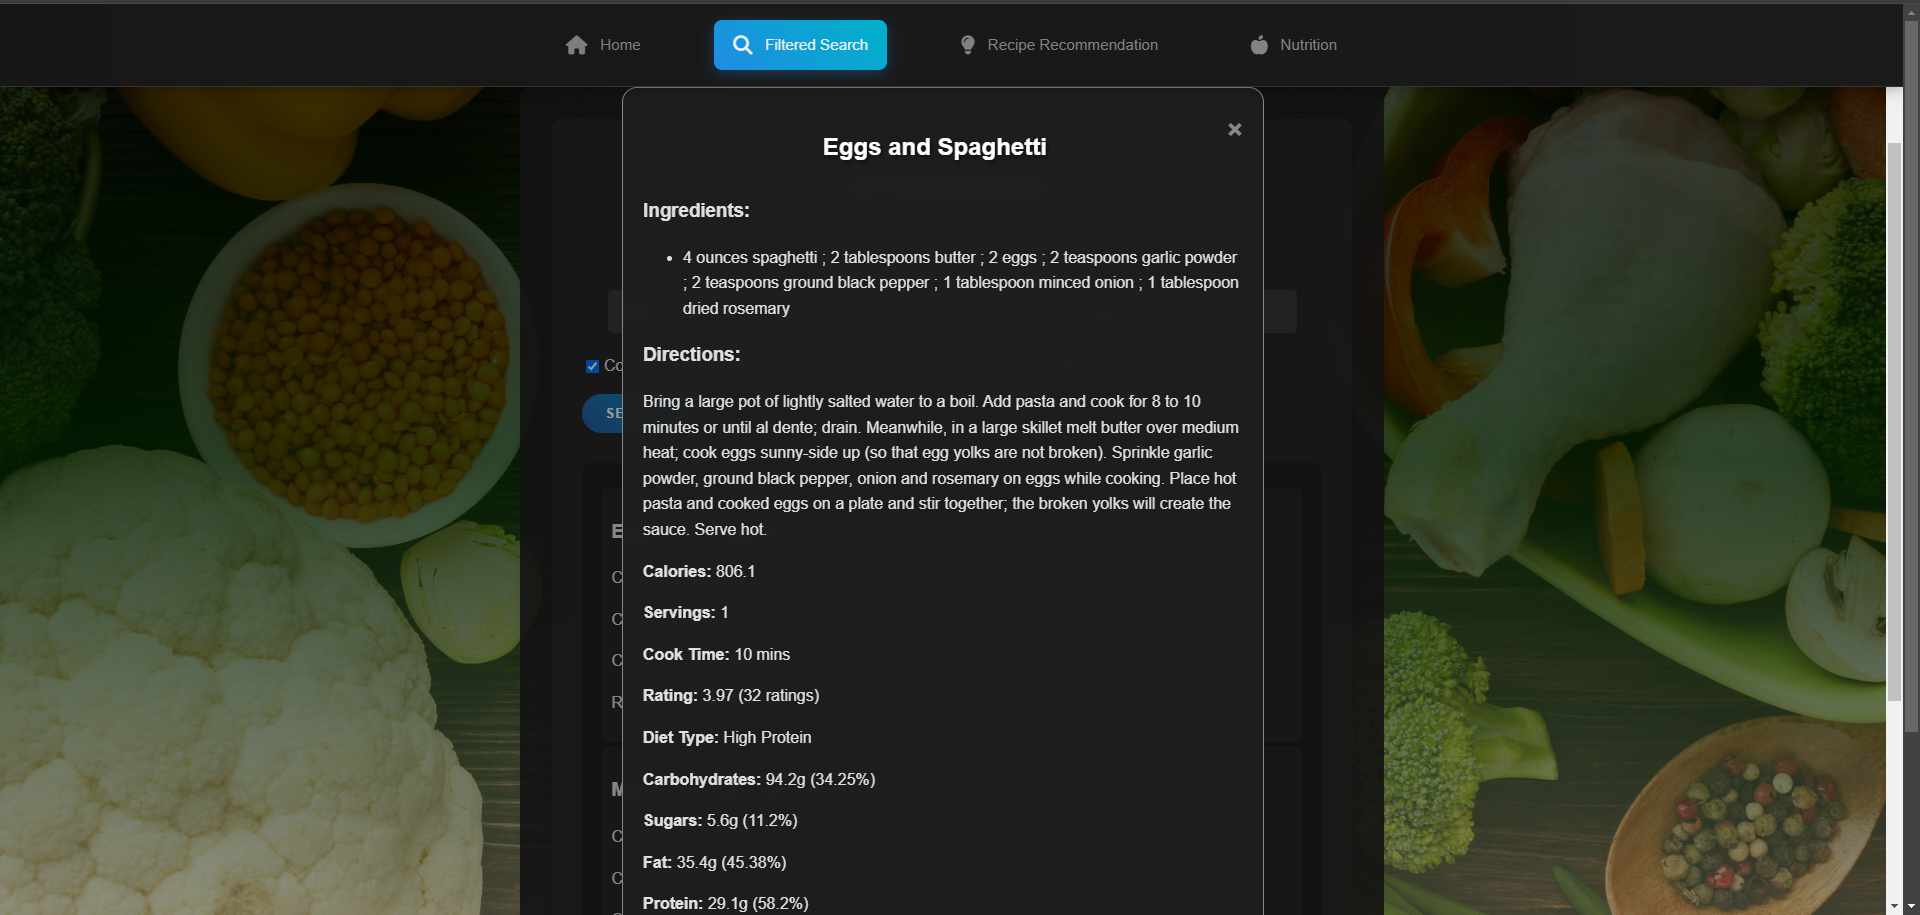 Home
Filtered Search
Recipe Recommendation
Nutrition
×
Eggs and Spaghetti
Ingredients:
• 4 ounces spaghetti ; 2 tablespoons butter ; 2 eggs ; 2 teaspoons garlic powder
; 2 teaspoons ground black pepper ; 1 tablespoon minced onion ; 1 tablespoon
dried rosemary
Directions:
Bring a large pot of lightly salted water to a boil. Add pasta and cook for 8 to 10
minutes or until al dente; drain. Meanwhile, in a large skillet melt butter over medium
heat; cook eggs sunny-side up (so that egg yolks are not broken). Sprinkle garlic
powder, ground black pepper, onion and rosemary on eggs while cooking. Place hot
pasta and cooked eggs on a plate and stir together; the broken yolks will create the
sauce. Serve hot.
Calories: 806.1
Servings: 1
Cook Time: 10 mins
Rating: 3.97 (32 ratings)
Diet Type: High Protein
Carbohydrates: 94.2g (34.25%)
Sugars: 5.6g (11.2%)
Fat: 35.4g (45.38%)
Protein: 29.1g (58.2%)